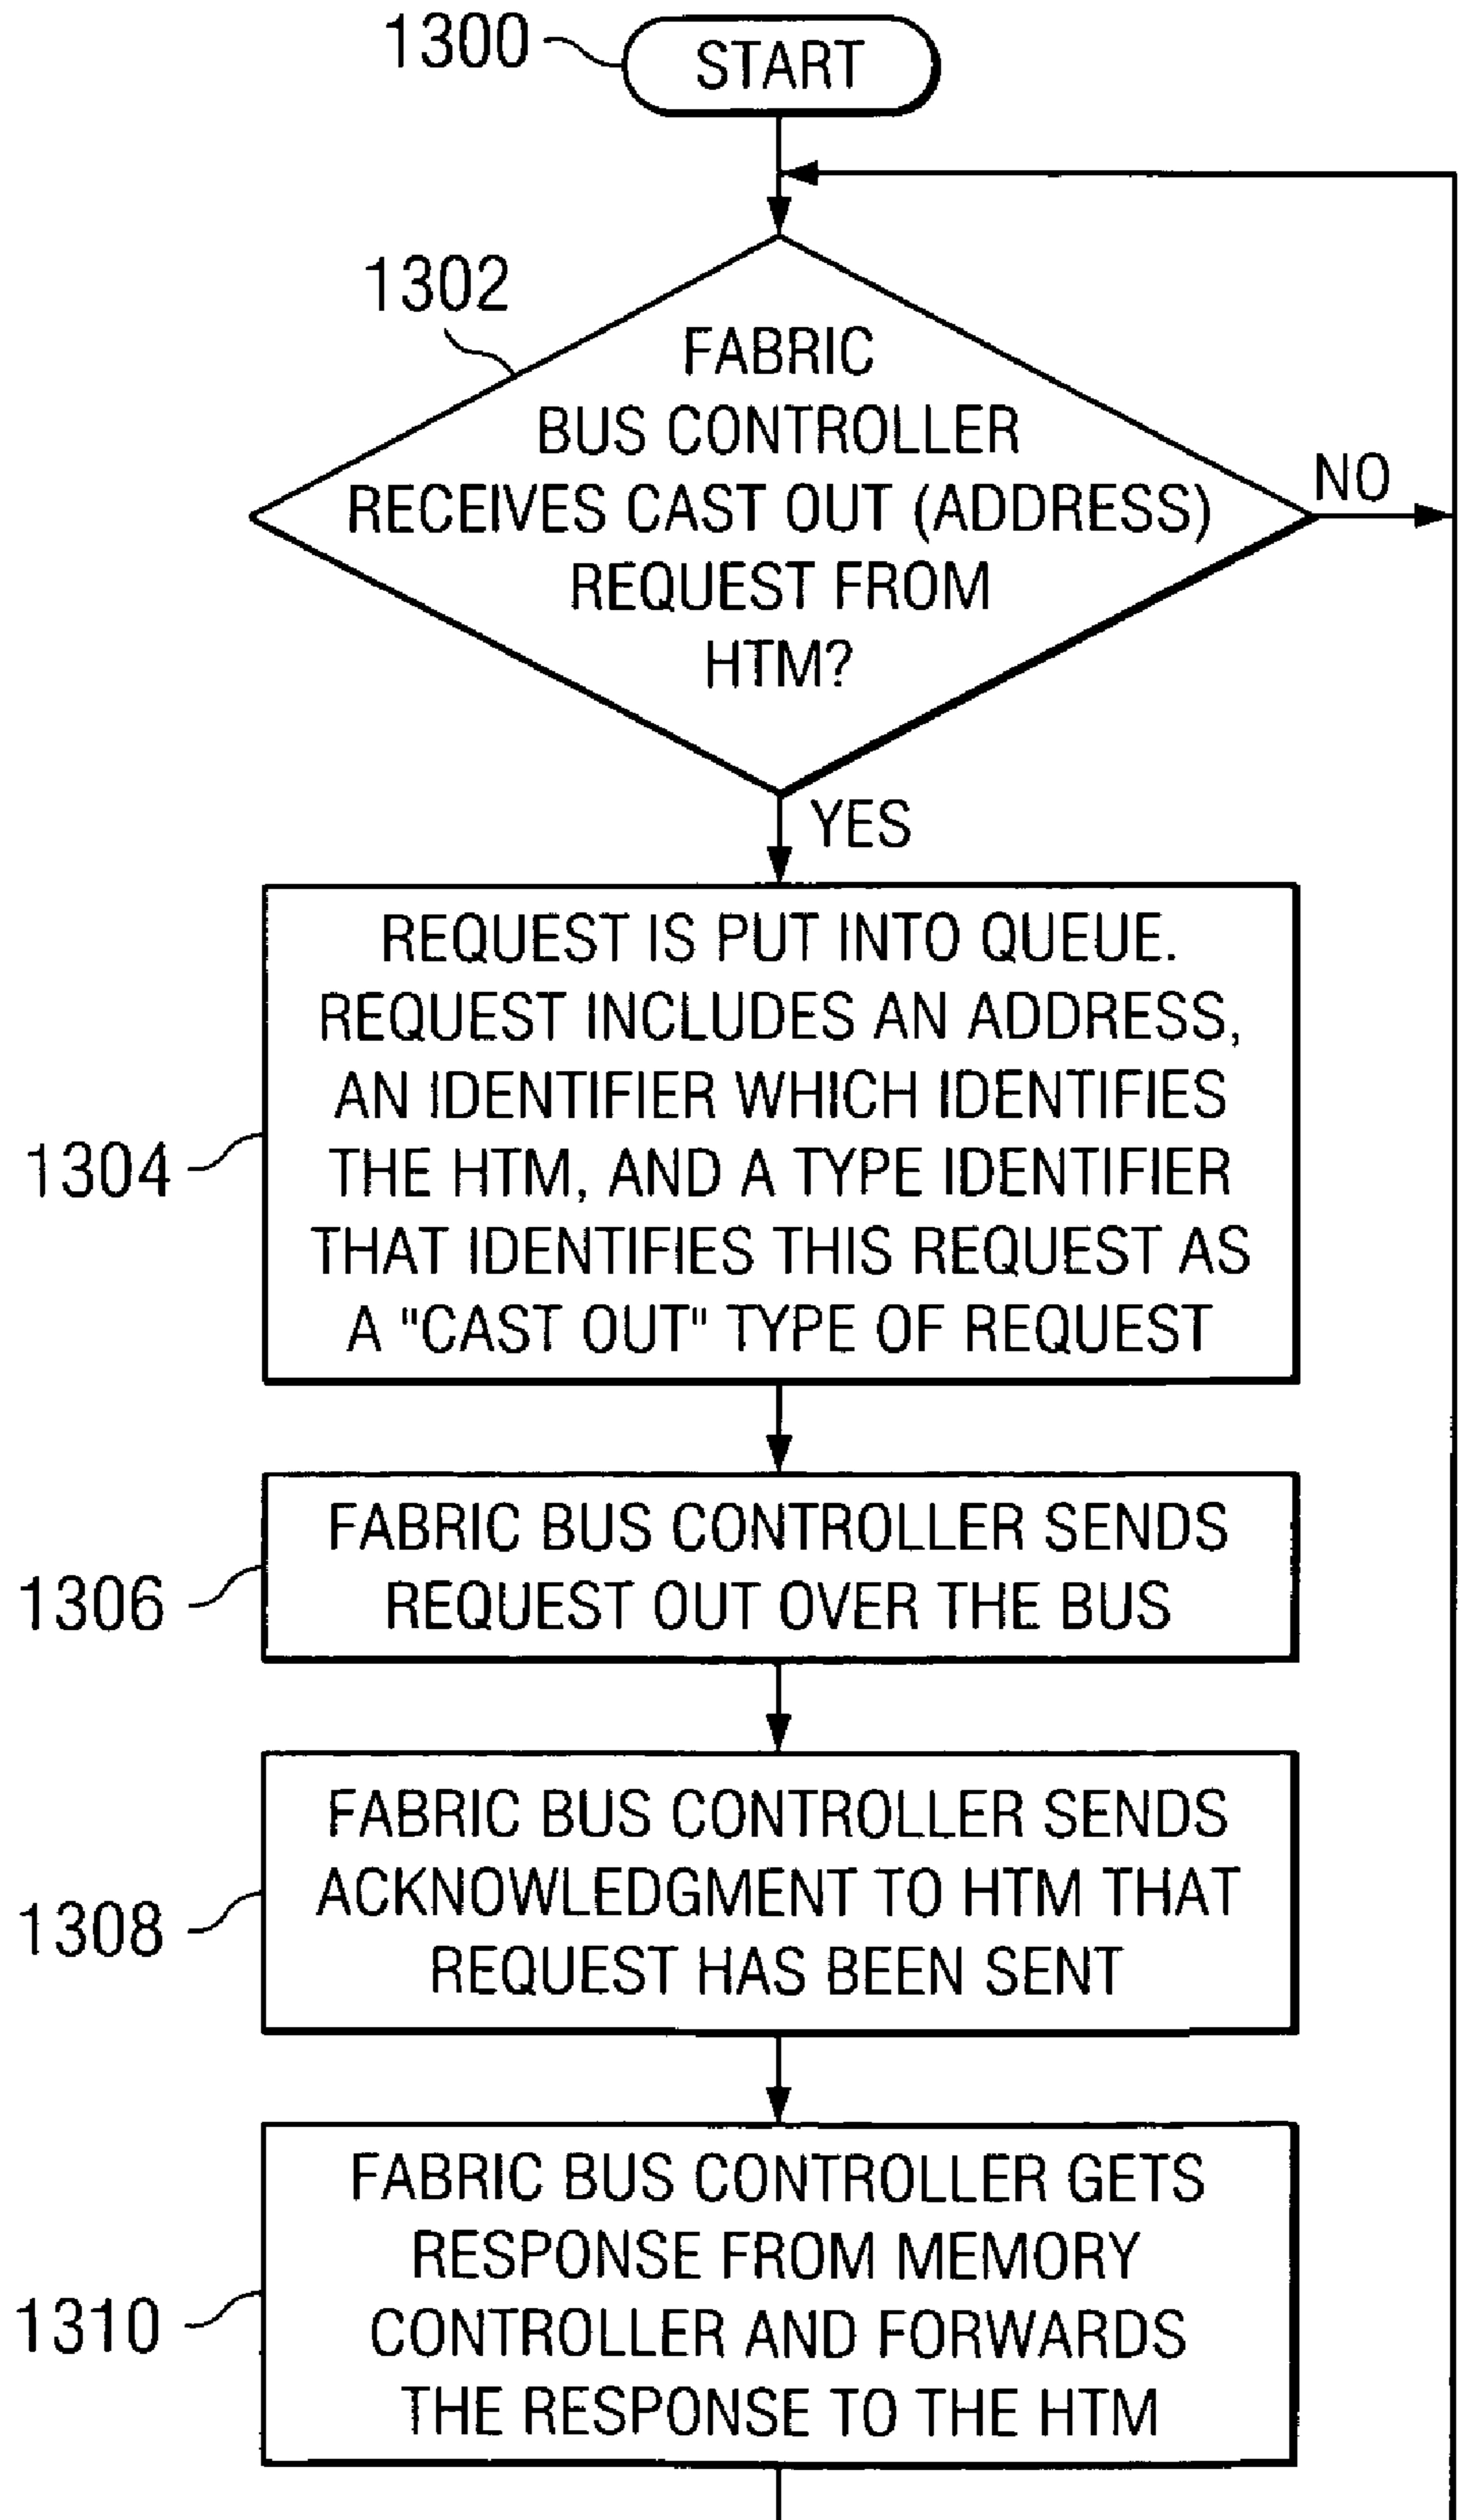 1300
START
1302
FABRIC
BUS CONTROLLER
RECEIVES CAST OUT (ADDRESS)
REQUEST FROM
HTM?
NO
YES
1304
REQUEST IS PUT INTO QUEUE.
REQUEST INCLUDES AN ADDRESS,
AN IDENTIFIER WHICH IDENTIFIES
THE HTM, AND A TYPE IDENTIFIER
THAT IDENTIFIES THIS REQUEST AS
A "CAST OUT" TYPE OF REQUEST
1306
FABRIC BUS CONTROLLER SENDS
REQUEST OUT OVER THE BUS
1308
FABRIC BUS CONTROLLER SENDS
ACKNOWLEDGMENT TO HTM THAT
REQUEST HAS BEEN SENT
1310
FABRIC BUS CONTROLLER GETS
RESPONSE FROM MEMORY
CONTROLLER AND FORWARDS
THE RESPONSE TO THE HTM